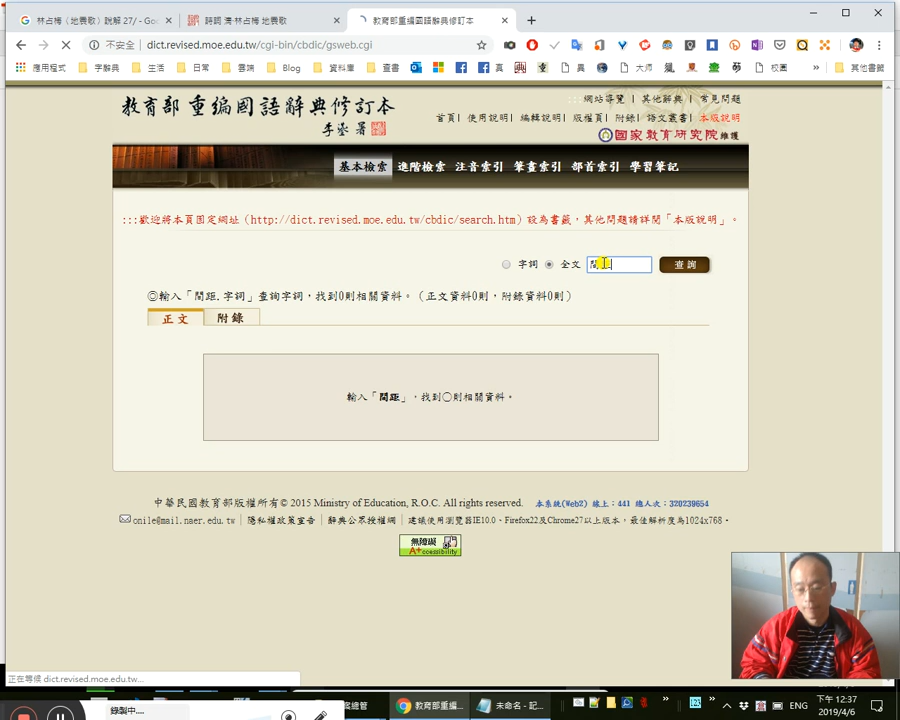 林占梅〈地震歌〉說解 27/ - Goo
詩詞 清·林占梅 地震歌
教育部重編國語辭典修訂本
不安全 | dict.revised.moe.edu.tw/cgi-bin/cbdic/gsweb.cgi
應用程式 字辭典 生活 日常 雲端 Blog 資料庫 查書 真 異 大师 校園 » 其他書籤
教育部 重編國語辭典修訂本
網站導覽 | 其他辭典 | 常見問題
首頁| 使用說明| 編輯說明| 版權頁| 附錄| 語文叢書| 本版說明
國家教育研究院維護
基本檢索 進階檢索 注音索引 筆畫索引 部首索引 學習筆記
:::歡迎將本頁固定網址(http://dict.revised.moe.edu.tw/cbdic/search.htm)設為書籤,其他問題請詳閱「本版說明」。
字詞 全文 查詢
◎輸入「間距.字詞」查詢字詞,找到0則相關資料。(正文資料0則,附錄資料0則)
正文 附錄
輸入「間距」,找到○則相關資料。
中華民國教育部版權所有© 2015 Ministry of Education, R.O.C. All rights reserved. 本系統(Web2) 線上:441 總人次:320239654
onile@mail.naer.edu.tw | 隱私權政策宣告 | 辭典公眾授權網 | 建議使用瀏覽器IE10.0、Firefox22及Chrome27以上版本,最佳解析度為1024x768。
無障礙
A+ccessibility
正在等候 dict.revised.moe.edu.tw...
錄製中....
案總管
教育部重編...
未命名 - 記...
123
ENG
下午 12:37
2019/4/6